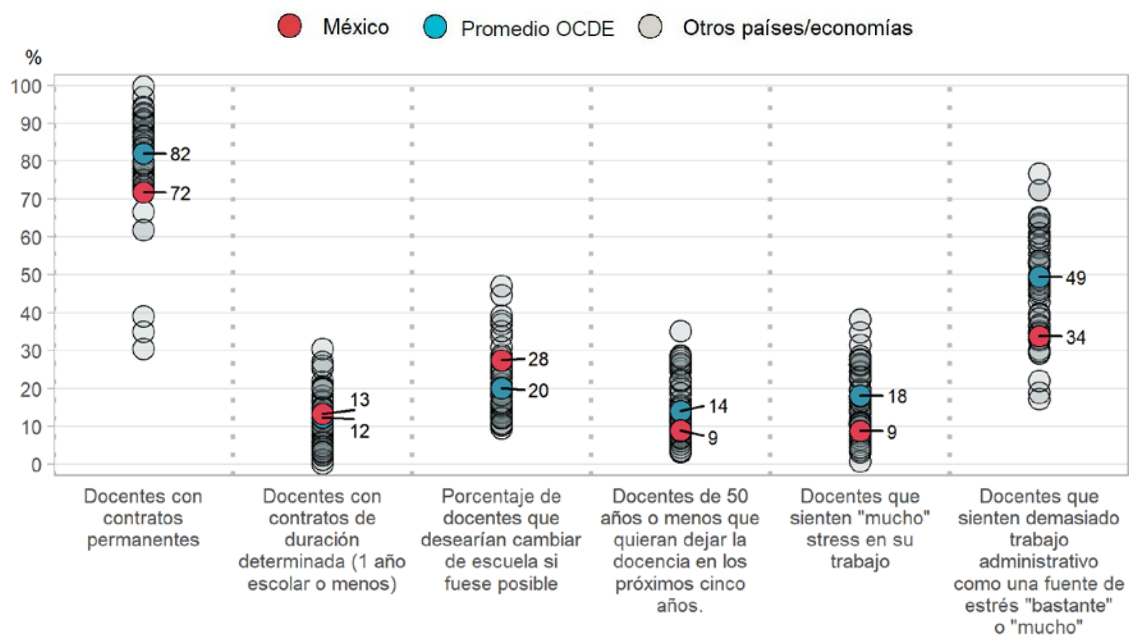 México
Promedio OCDE
Otros países/economías
%
100
90
80
70
60
50
40
30
20
10
0
82
72
13
12
28
20
14
9
18
9
49
34
Docentes con
contratos
permanentes
Docentes con
contratos de
duración
determinada (1 año
escolar o menos)
Porcentaje de
docentes que
desearían cambiar
de escuela si
fuese posible
Docentes de 50
años o menos que
quieran dejar la
docencia en los
próximos cinco
años.
Docentes que
sienten "mucho"
stress en su
trabajo
Docentes que
sienten demasiado
trabajo
administrativo
como una fuente de
estrés "bastante"
o "mucho"